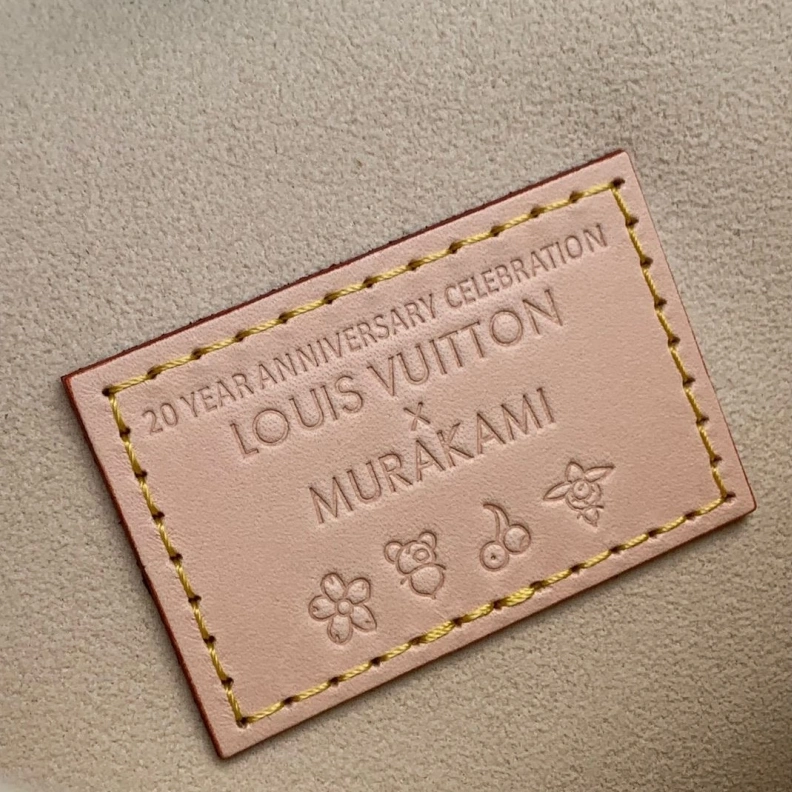 20 YEAR ANNIVERSARY CELEBRATION
LOUIS VUITTON
X
MURAKAMI